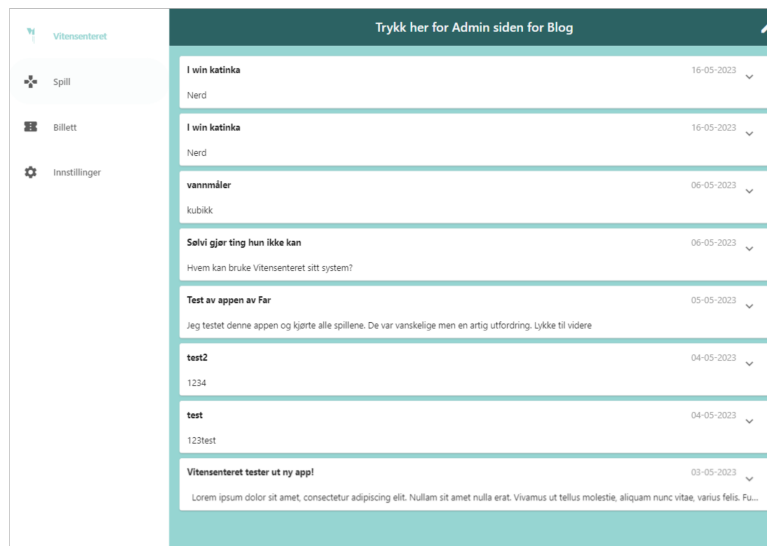 Vitensenteret
Spill
Billett
Innstillinger
Trykk her for Admin siden for Blog
I win katinka 16-05-2023
Nerd
I win katinka 16-05-2023
Nerd
vannmåler 06-05-2023
kubikk
Sølvi gjør ting hun ikke kan 06-05-2023
Hvem kan bruke Vitensenteret sitt system?
Test av appen av Far 05-05-2023
Jeg testet denne appen og kjørte alle spillene. De var vanskelige men en artig utfordring. Lykke til videre
test2 04-05-2023
1234
test 04-05-2023
123test
Vitensenteret tester ut ny app! 03-05-2023
Lorem ipsum dolor sit amet, consectetur adipiscing elit. Nullam sit amet nulla erat. Vivamus ut tellus molestie, aliquam nunc vitae, varius felis. Fu...